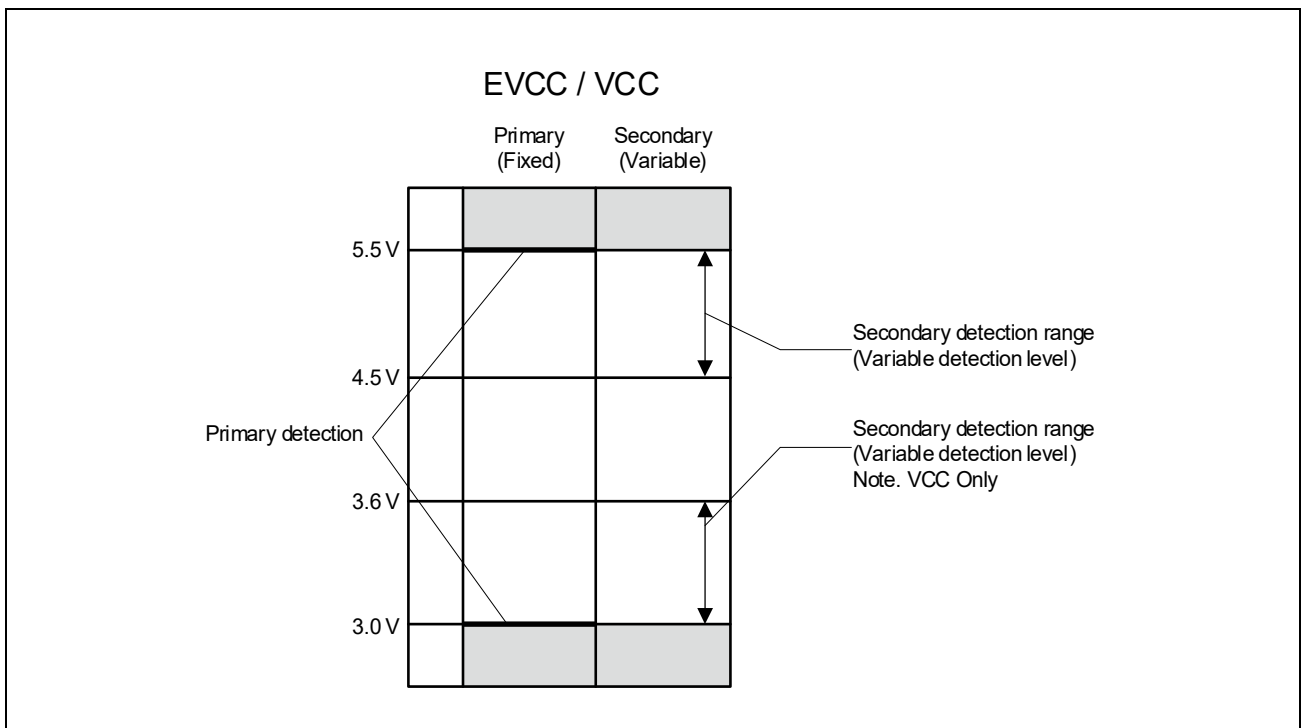 EVCC / VCC
Primary
(Fixed)
Secondary
(Variable)
5.5 V
4.5 V
3.6 V
3.0 V
Primary detection
Secondary detection range
(Variable detection level)
Secondary detection range
(Variable detection level)
Note. VCC Only